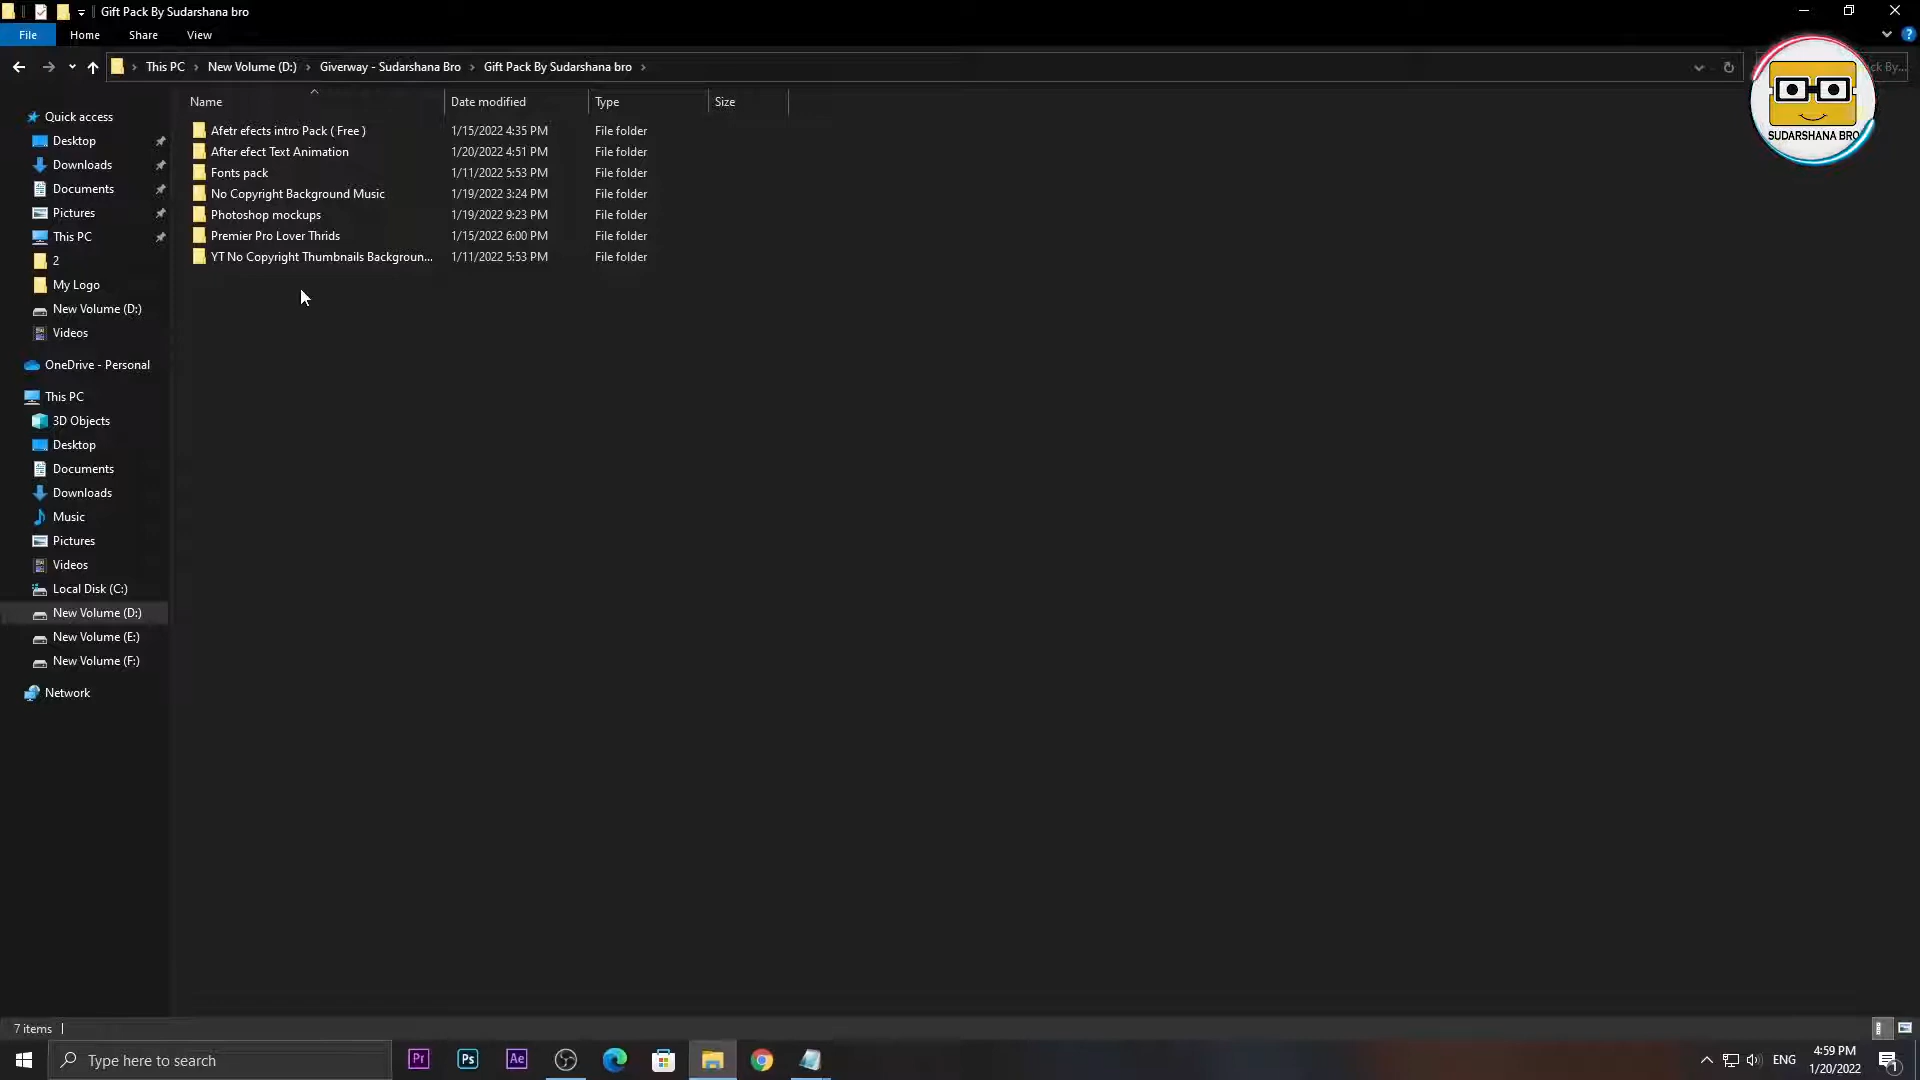 Gift Pack By Sudarshana bro
File Home Share View
This PC New Volume (D:) Giverway - Sudarshana Bro Gift Pack By Sudarshana bro
ck By...
SUDARSHANA BRO
Name Date modified Type Size
Afetr efects intro Pack ( Free ) 1/15/2022 4:35 PM File folder
After efect Text Animation 1/20/2022 4:51 PM File folder
Fonts pack 1/11/2022 5:53 PM File folder
No Copyright Background Music 1/19/2022 3:24 PM File folder
Photoshop mockups 1/19/2022 9:23 PM File folder
Premier Pro Lover Thrids 1/15/2022 6:00 PM File folder
YT No Copyright Thumbnails Backgroun... 1/11/2022 5:53 PM File folder
Quick access
Desktop
Downloads
Documents
Pictures
This PC
2
My Logo
New Volume (D:)
Videos
OneDrive - Personal
This PC
3D Objects
Desktop
Documents
Downloads
Music
Pictures
Videos
Local Disk (C:)
New Volume (D:)
New Volume (E:)
New Volume (F:)
Network
7 items
Type here to search
Pr Ps Ae
ENG
4:59 PM
1/20/2022
1